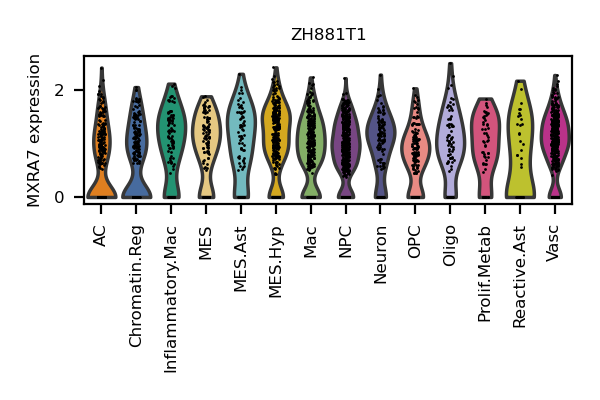 ZH881T1
MXRA7 expression
2
0
AC
Chromatin.Reg
Inflammatory.Mac
MES
MES.Ast
MES.Hyp
Mac
NPC
Neuron
OPC
Oligo
Prolif.Metab
Reactive.Ast
Vasc